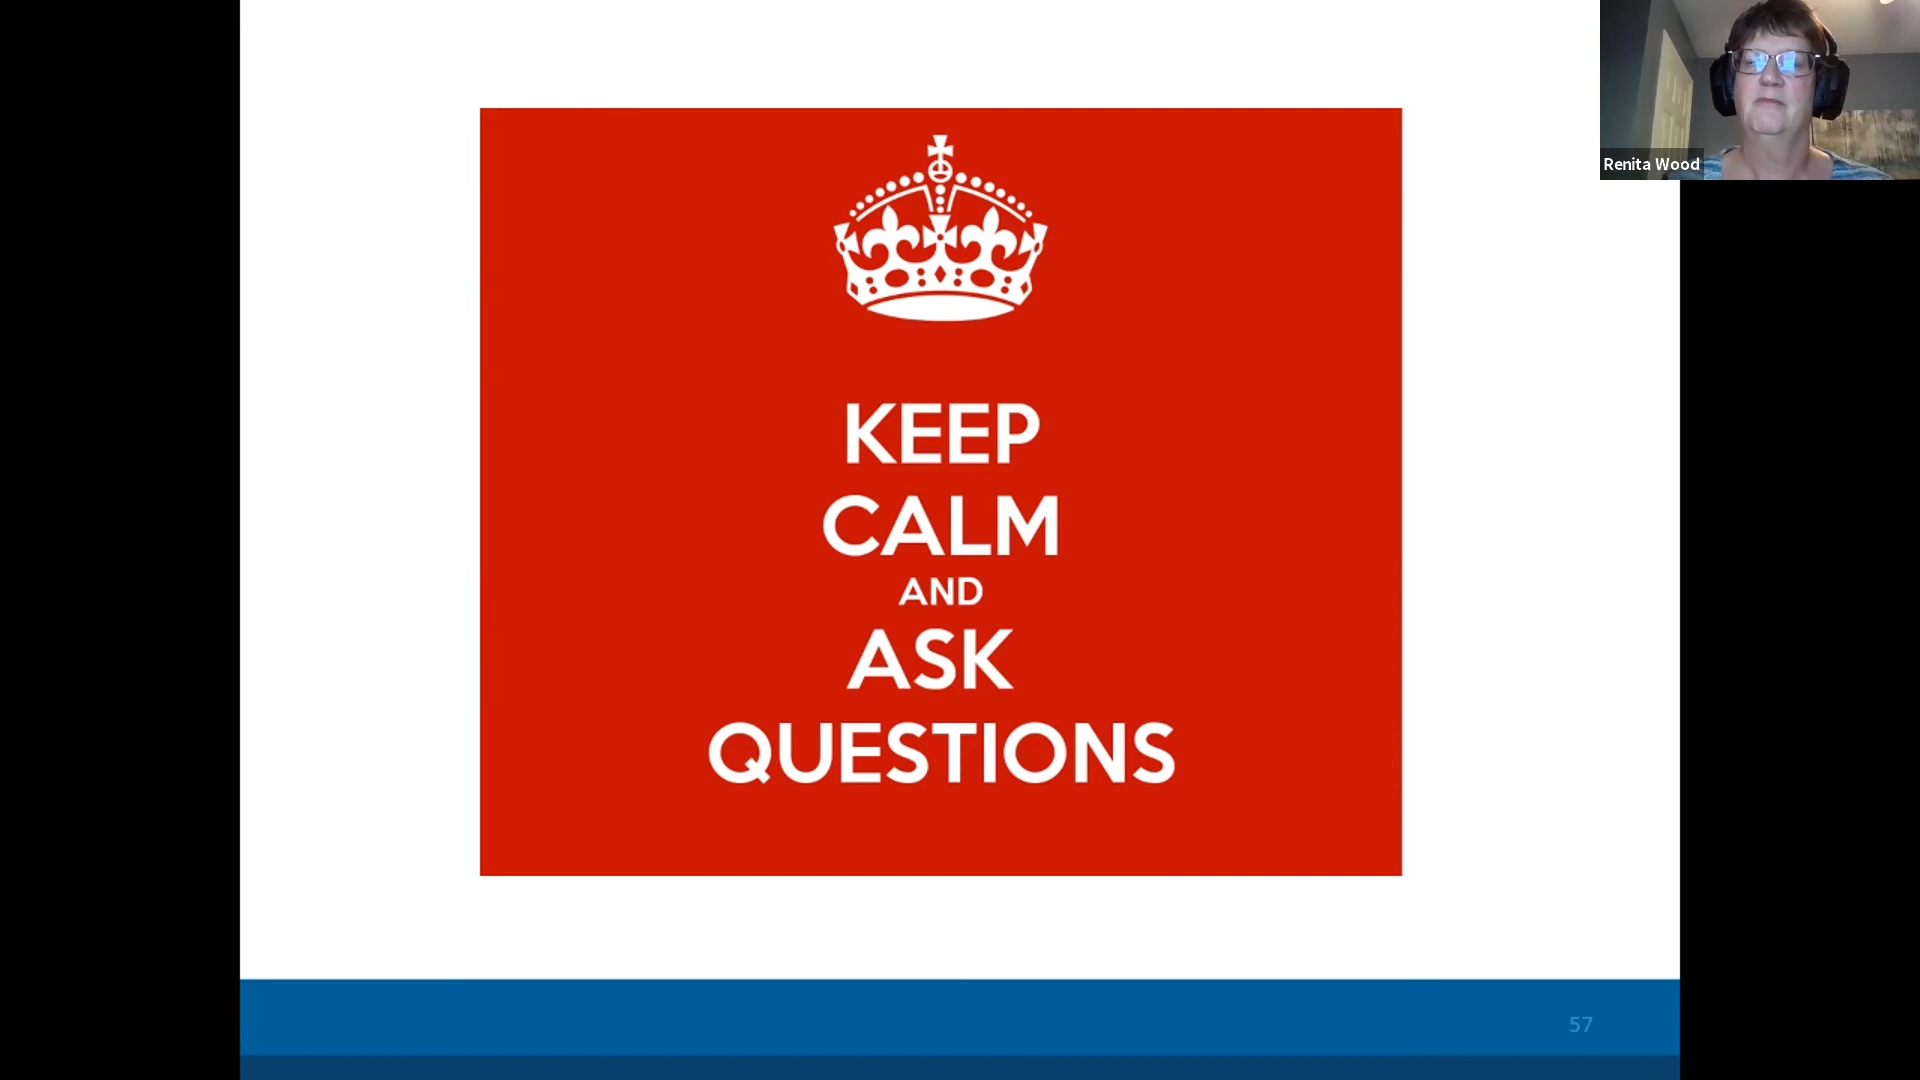 Renita Wood
KEEP
CALM
AND
ASK
QUESTIONS
57